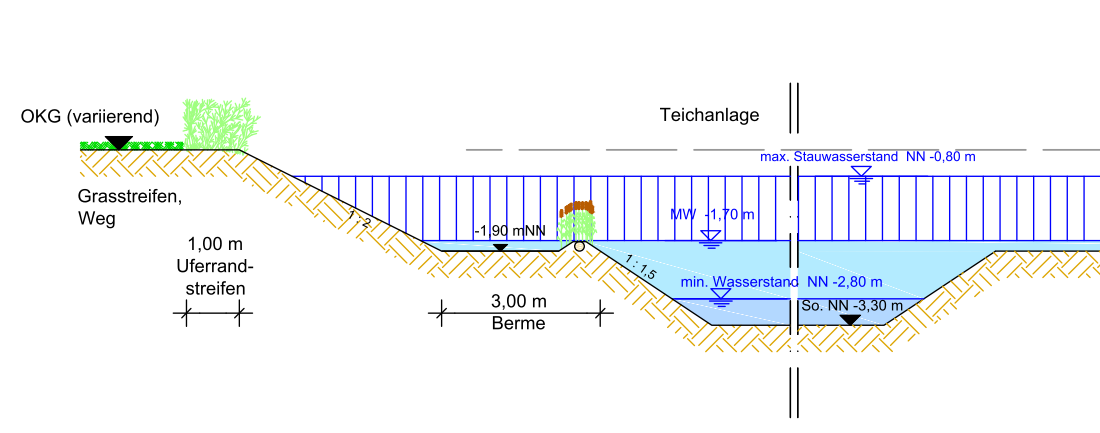 Teichanlage
OKG (variierend)
max. Stauwasserstand NN -0,80 m
Grasstreifen,
Weg
1 : 2
MW -1,70 m
-1.90 mNN
1,00 m
Uferrand-
streifen
1 : 1,5
min. Wasserstand NN -2,80 m
3,00 m
Berme
So. NN -3,30 m